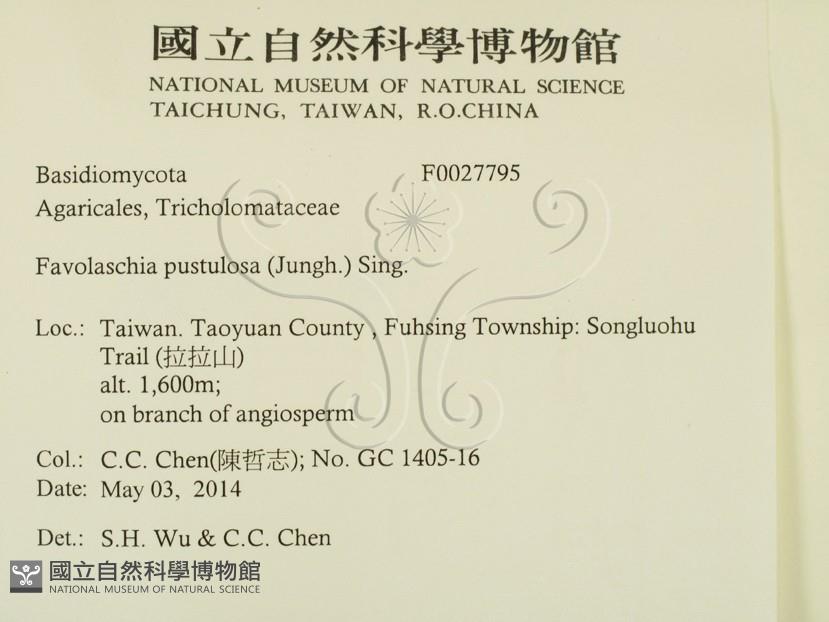 國立自然科學博物館
NATIONAL MUSEUM OF NATURAL SCIENCE
TAICHUNG, TAIWAN, R.O.CHINA
Basidiomycota F0027795
Agaricales, Tricholomataceae
Favolaschia pustulosa (Jungh.) Sing.
Loc.: Taiwan. Taoyuan County , Fuhsing Township: Songluohu
Trail (拉拉山)
alt. 1,600m;
on branch of angiosperm
Col.: C.C. Chen(陳哲志); No. GC 1405-16
Date: May 03, 2014
Det.: S.H. Wu & C.C. Chen
國立自然科學博物館
NATIONAL MUSEUM OF NATURAL SCIENCE